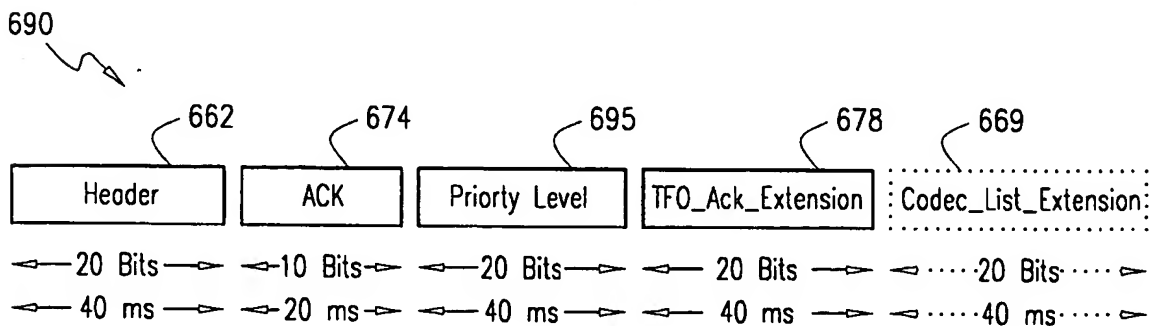 690
662 674 695 678 669
Header ACK Priorty Level TFO_Ack_Extension Codec_List_Extension
20 Bits 10 Bits 20 Bits 20 Bits 20 Bits
40 ms 20 ms 40 ms 40 ms 40 ms